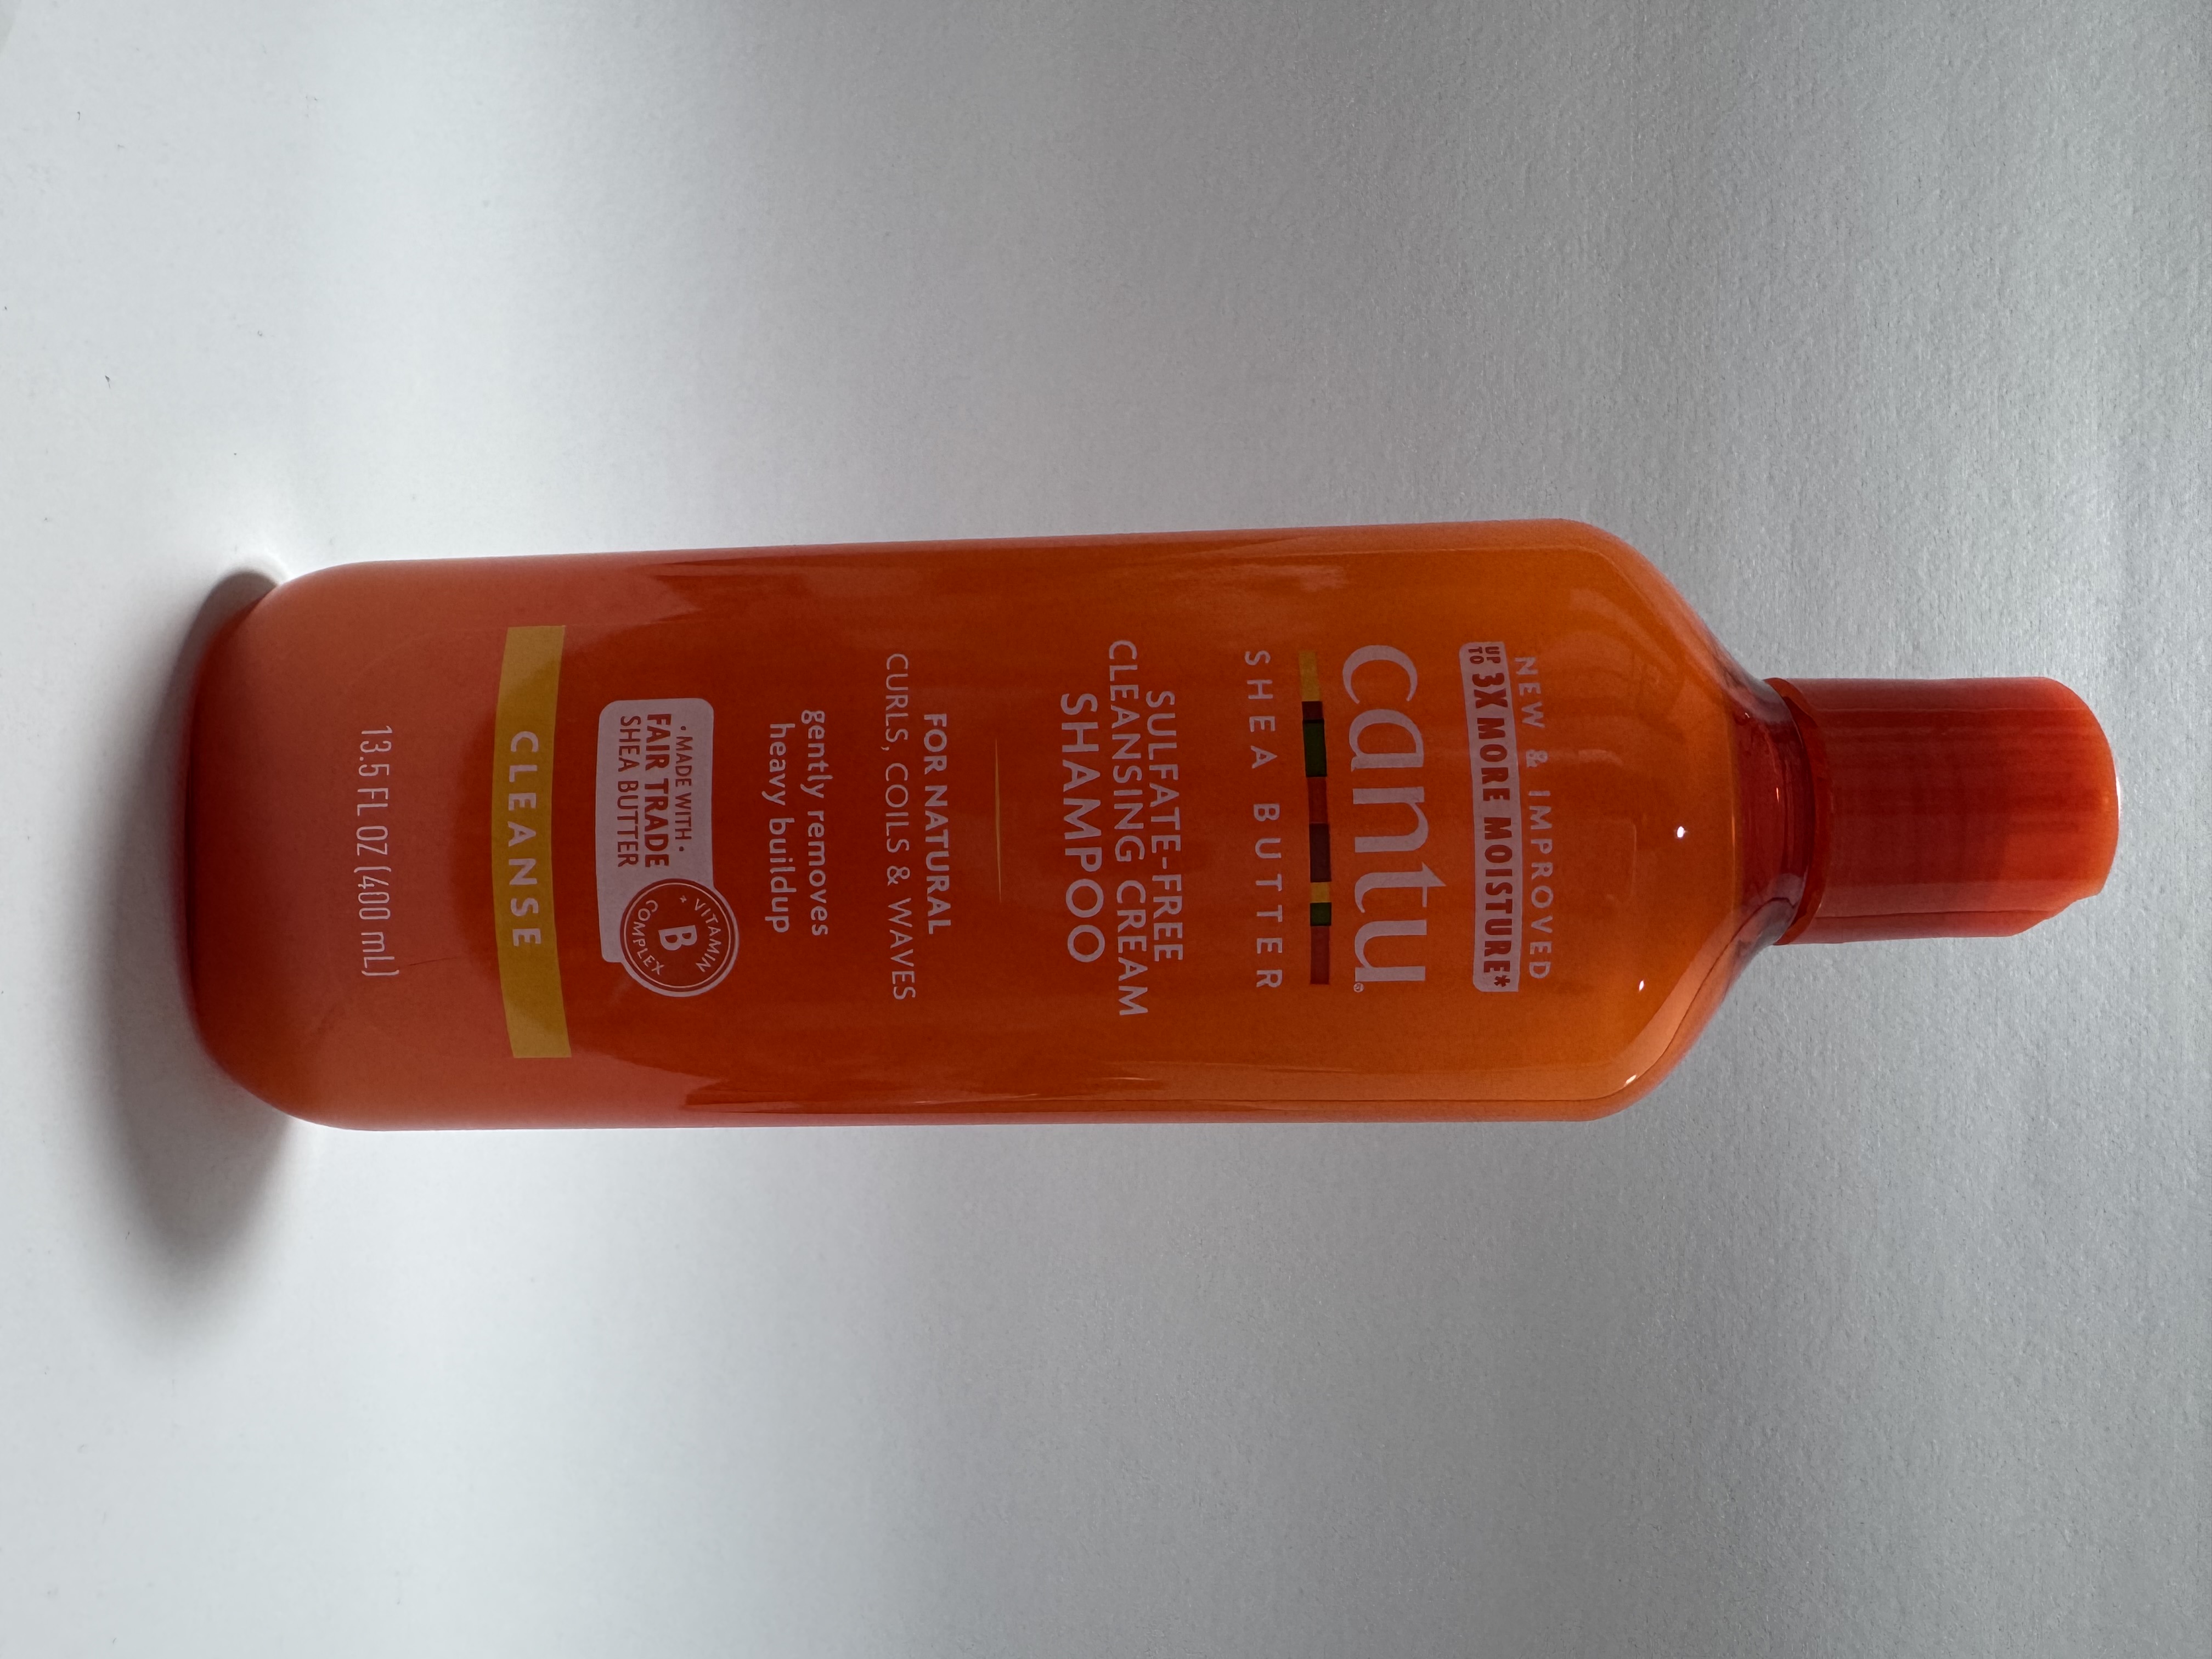 NEW & IMPROVED
UP TO 3X MORE MOISTURE*
cantu®
SHEA BUTTER
SULFATE-FREE
CLEANSING CREAM
SHAMPOO
FOR NATURAL
CURLS, COILS & WAVES
gently removes
heavy buildup
• MADE WITH •
FAIR TRADE
SHEA BUTTER
VITAMIN
B
COMPLEX
CLEANSE
13.5 FL OZ (400 mL)